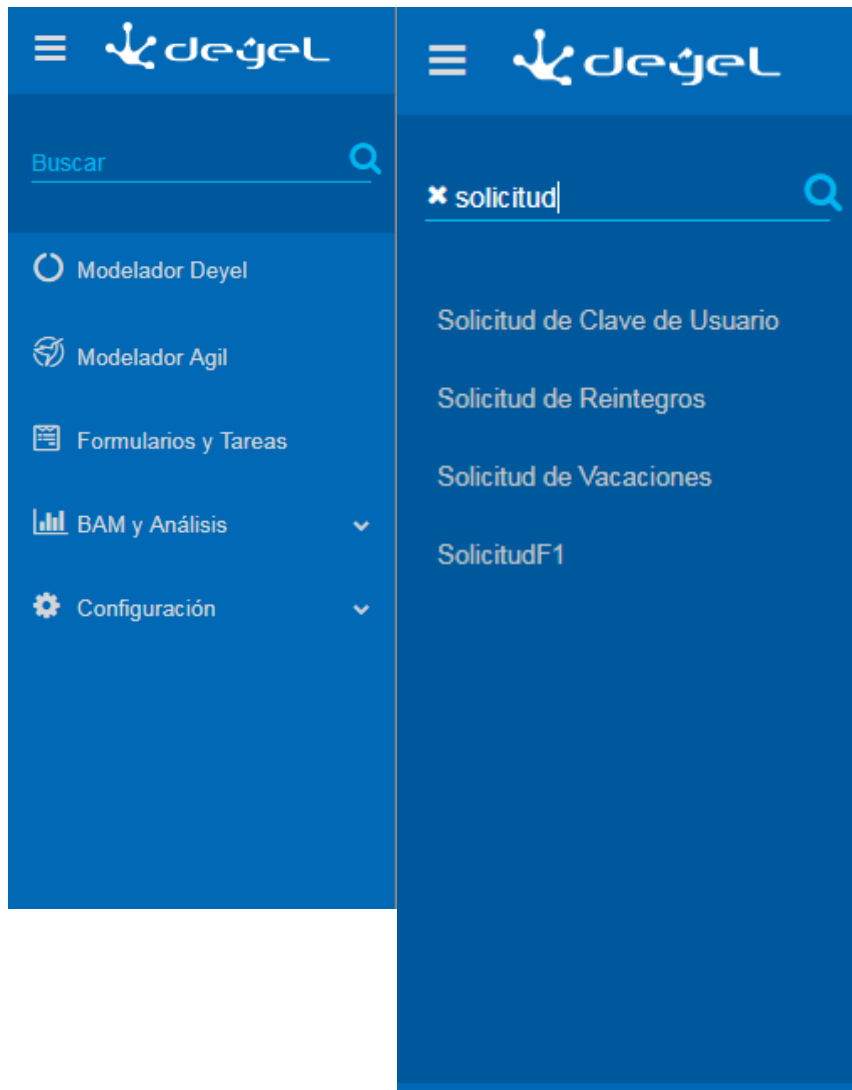 deyel
Buscar
Modelador Deyel
Modelador Agil
Formularios y Tareas
BAM y Análisis
Configuración
deyel
solicitud
Solicitud de Clave de Usuario
Solicitud de Reintegros
Solicitud de Vacaciones
SolicitudF1